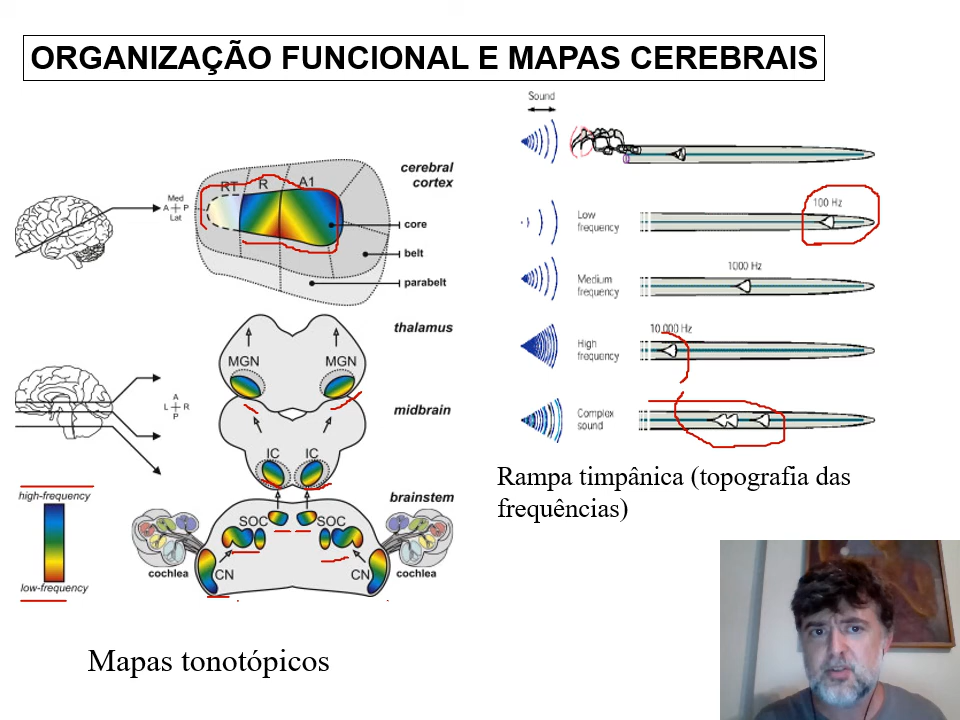 ORGANIZAÇÃO FUNCIONAL E MAPAS CEREBRAIS
RT R A1
cerebral
cortex
Med
A P
Lat
core
belt
parabelt
thalamus
MGN MGN
A
L R
P
midbrain
IC IC
high-frequency
low-frequency
brainstem
SOC SOC
cochlea
CN CN
cochlea
Mapas tonotópicos
Sound
Low
frequency
100 Hz
Medium
frequency
1000 Hz
High
frequency
10,000 Hz
Complex
sound
Rampa timpânica (topografia das
frequências)